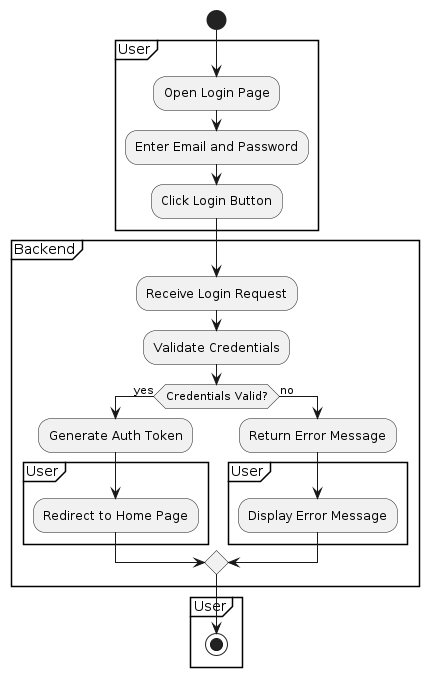 User
Open Login Page
Enter Email and Password
Click Login Button
Backend
Receive Login Request
Validate Credentials
yes
Credentials Valid?
no
Generate Auth Token
Return Error Message
User
User
Redirect to Home Page
Display Error Message
User